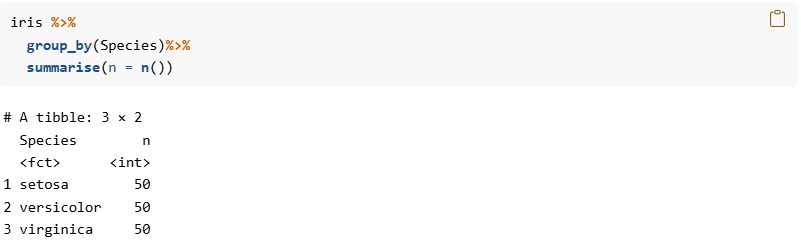 iris %>%
  group_by(Species)%>%
  summarise(n = n())
# A tibble: 3 × 2
  Species        n
  <fct>      <int>
1 setosa        50
2 versicolor    50
3 virginica     50